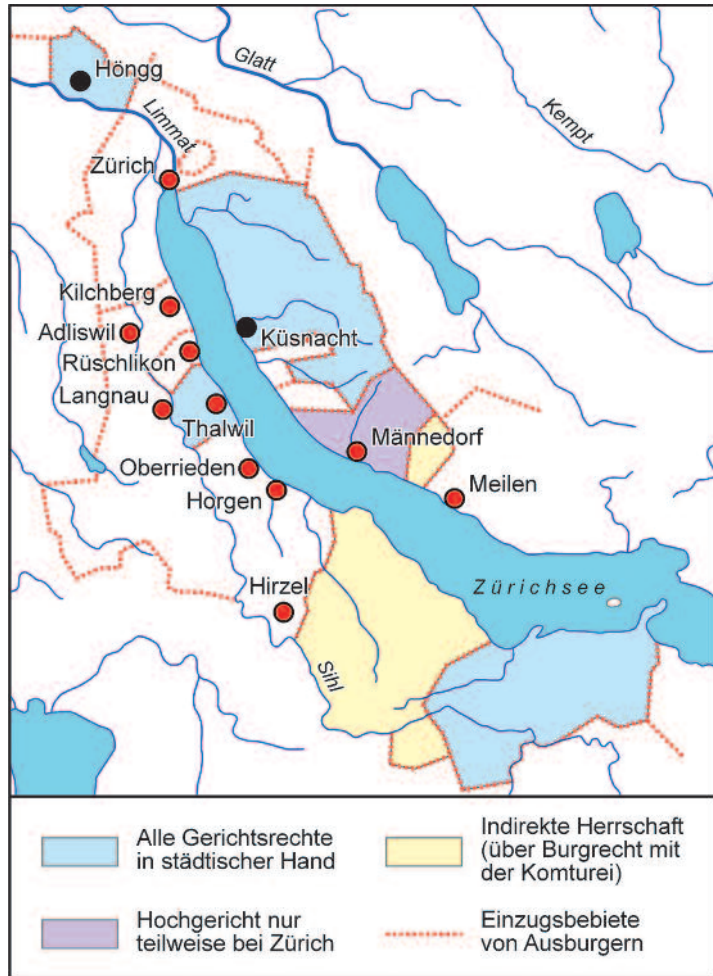 Höngg
Glatt
Kempt
Limmat
Zürich
Kilchberg
Adliswil
Küsnacht
Rüschlikon
Langnau
Thalwil
Männedorf
Oberrieden
Horgen
Meilen
Hirzel
Zürichsee
Sihl
Alle Gerichtsrechte
in städtischer Hand
Indirekte Herrschaft
(über Burgrecht mit
der Komturei)
Hochgericht nur
teilweise bei Zürich
Einzugsbebiete
von Ausburgern